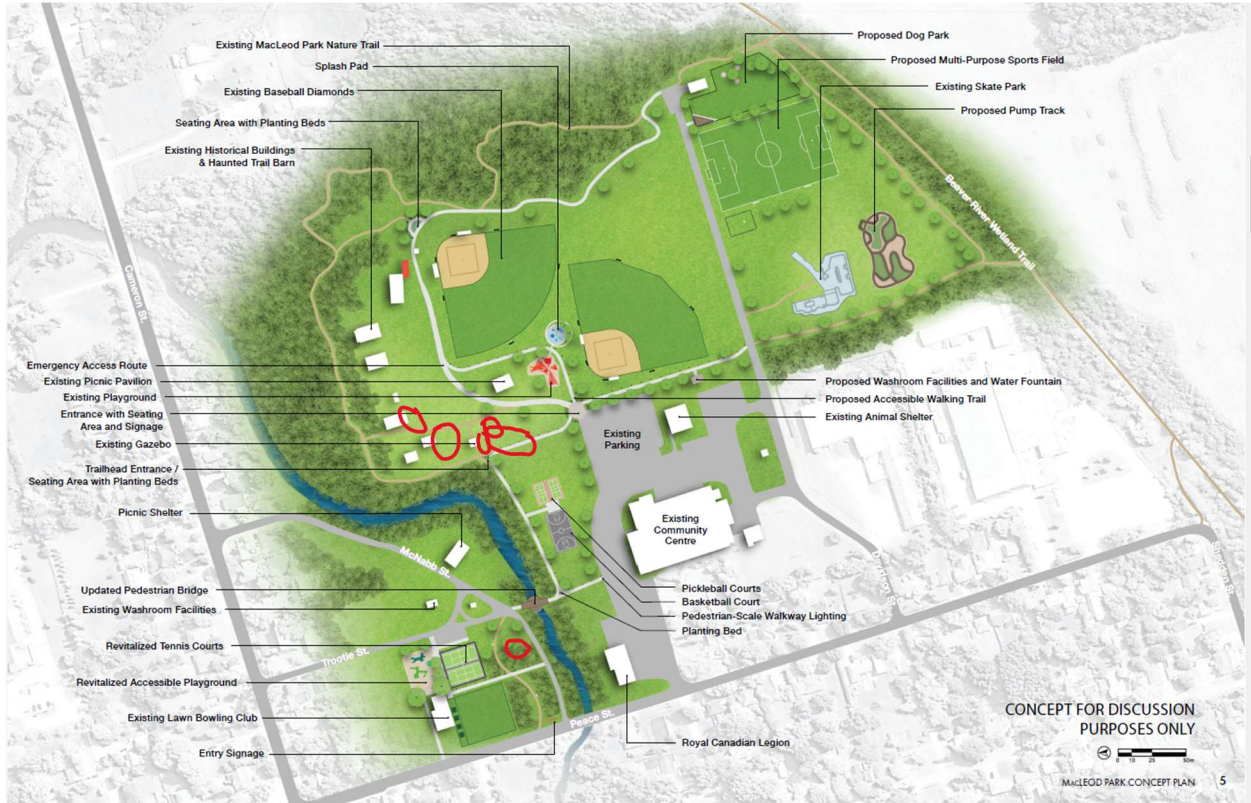 Existing MacLeod Park Nature Trail
Splash Pad
Existing Baseball Diamonds
Seating Area with Planting Beds
Existing Historical Buildings
& Haunted Trail Barn
Proposed Dog Park
Proposed Multi-Purpose Sports Field
Existing Skate Park
Proposed Pump Track
Beaver River Wetland Trail
Cameron St.
Emergency Access Route
Existing Picnic Pavilion
Existing Playground
Entrance with Seating
Area and Signage
Existing Gazebo
Trailhead Entrance /
Seating Area with Planting Beds
Picnic Shelter
Proposed Washroom Facilities and Water Fountain
Proposed Accessible Walking Trail
Existing Animal Shelter
Existing
Parking
Existing
Community
Centre
McNabb St.
Davidson St.
Updated Pedestrian Bridge
Existing Washroom Facilities
Revitalized Tennis Courts
Trootie St.
Revitalized Accessible Playground
Existing Lawn Bowling Club
Entry Signage
Peace St.
Pickleball Courts
Basketball Court
Pedestrian-Scale Walkway Lighting
Planting Bed
Royal Canadian Legion
CONCEPT FOR DISCUSSION
PURPOSES ONLY
0 10 25 50m
MACLEOD PARK CONCEPT PLAN 5